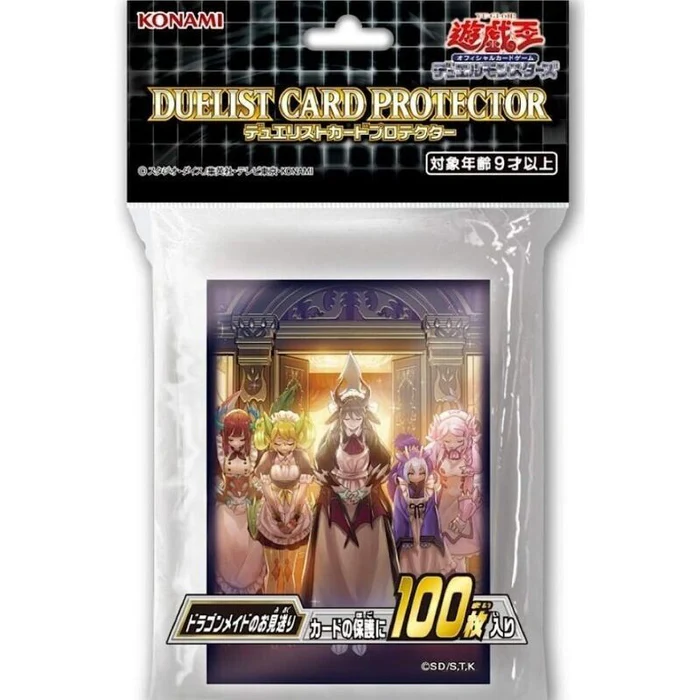 KONAMI
遊戯王
オフィシャルカードゲーム
デュエルモンスターズ
DUELIST CARD PROTECTOR
デュエリストカードプロテクター
©スタジオ・ダイス/集英社・テレビ東京・KONAMI
対象年齢9才以上
ドラゴンメイドのお見送り
カードの保護に100枚入り
©SD/S,T,K